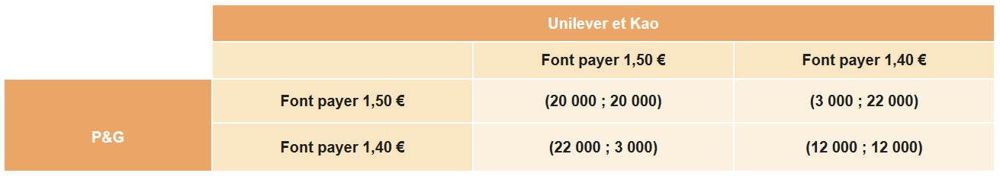 Unilever et Kao
Font payer 1,50 € Font payer 1,40 €
Font payer 1,50 € (20 000 ; 20 000) (3 000 ; 22 000)
P&G
Font payer 1,40 € (22 000 ; 3 000) (12 000 ; 12 000)